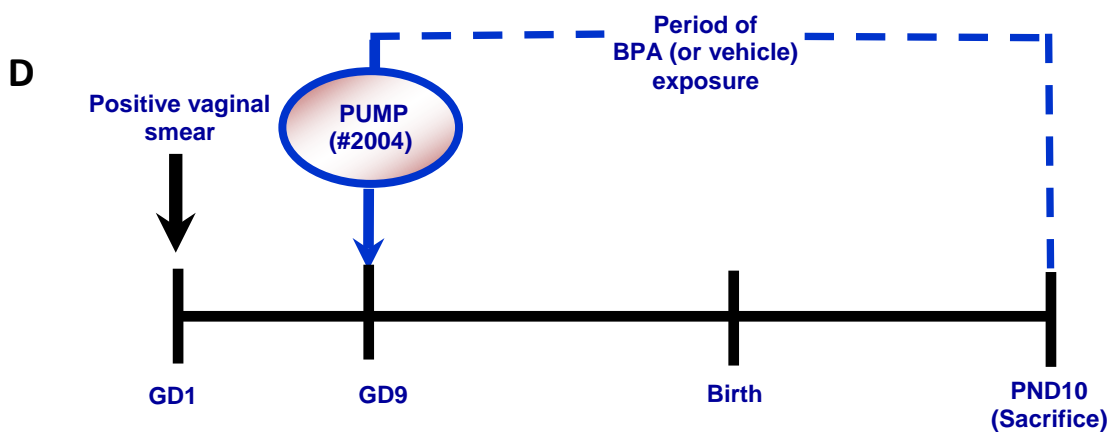 D
Positive vaginal
smear
PUMP
(#2004)
Period of
BPA (or vehicle)
exposure
GD1
GD9
Birth
PND10
(Sacrifice)